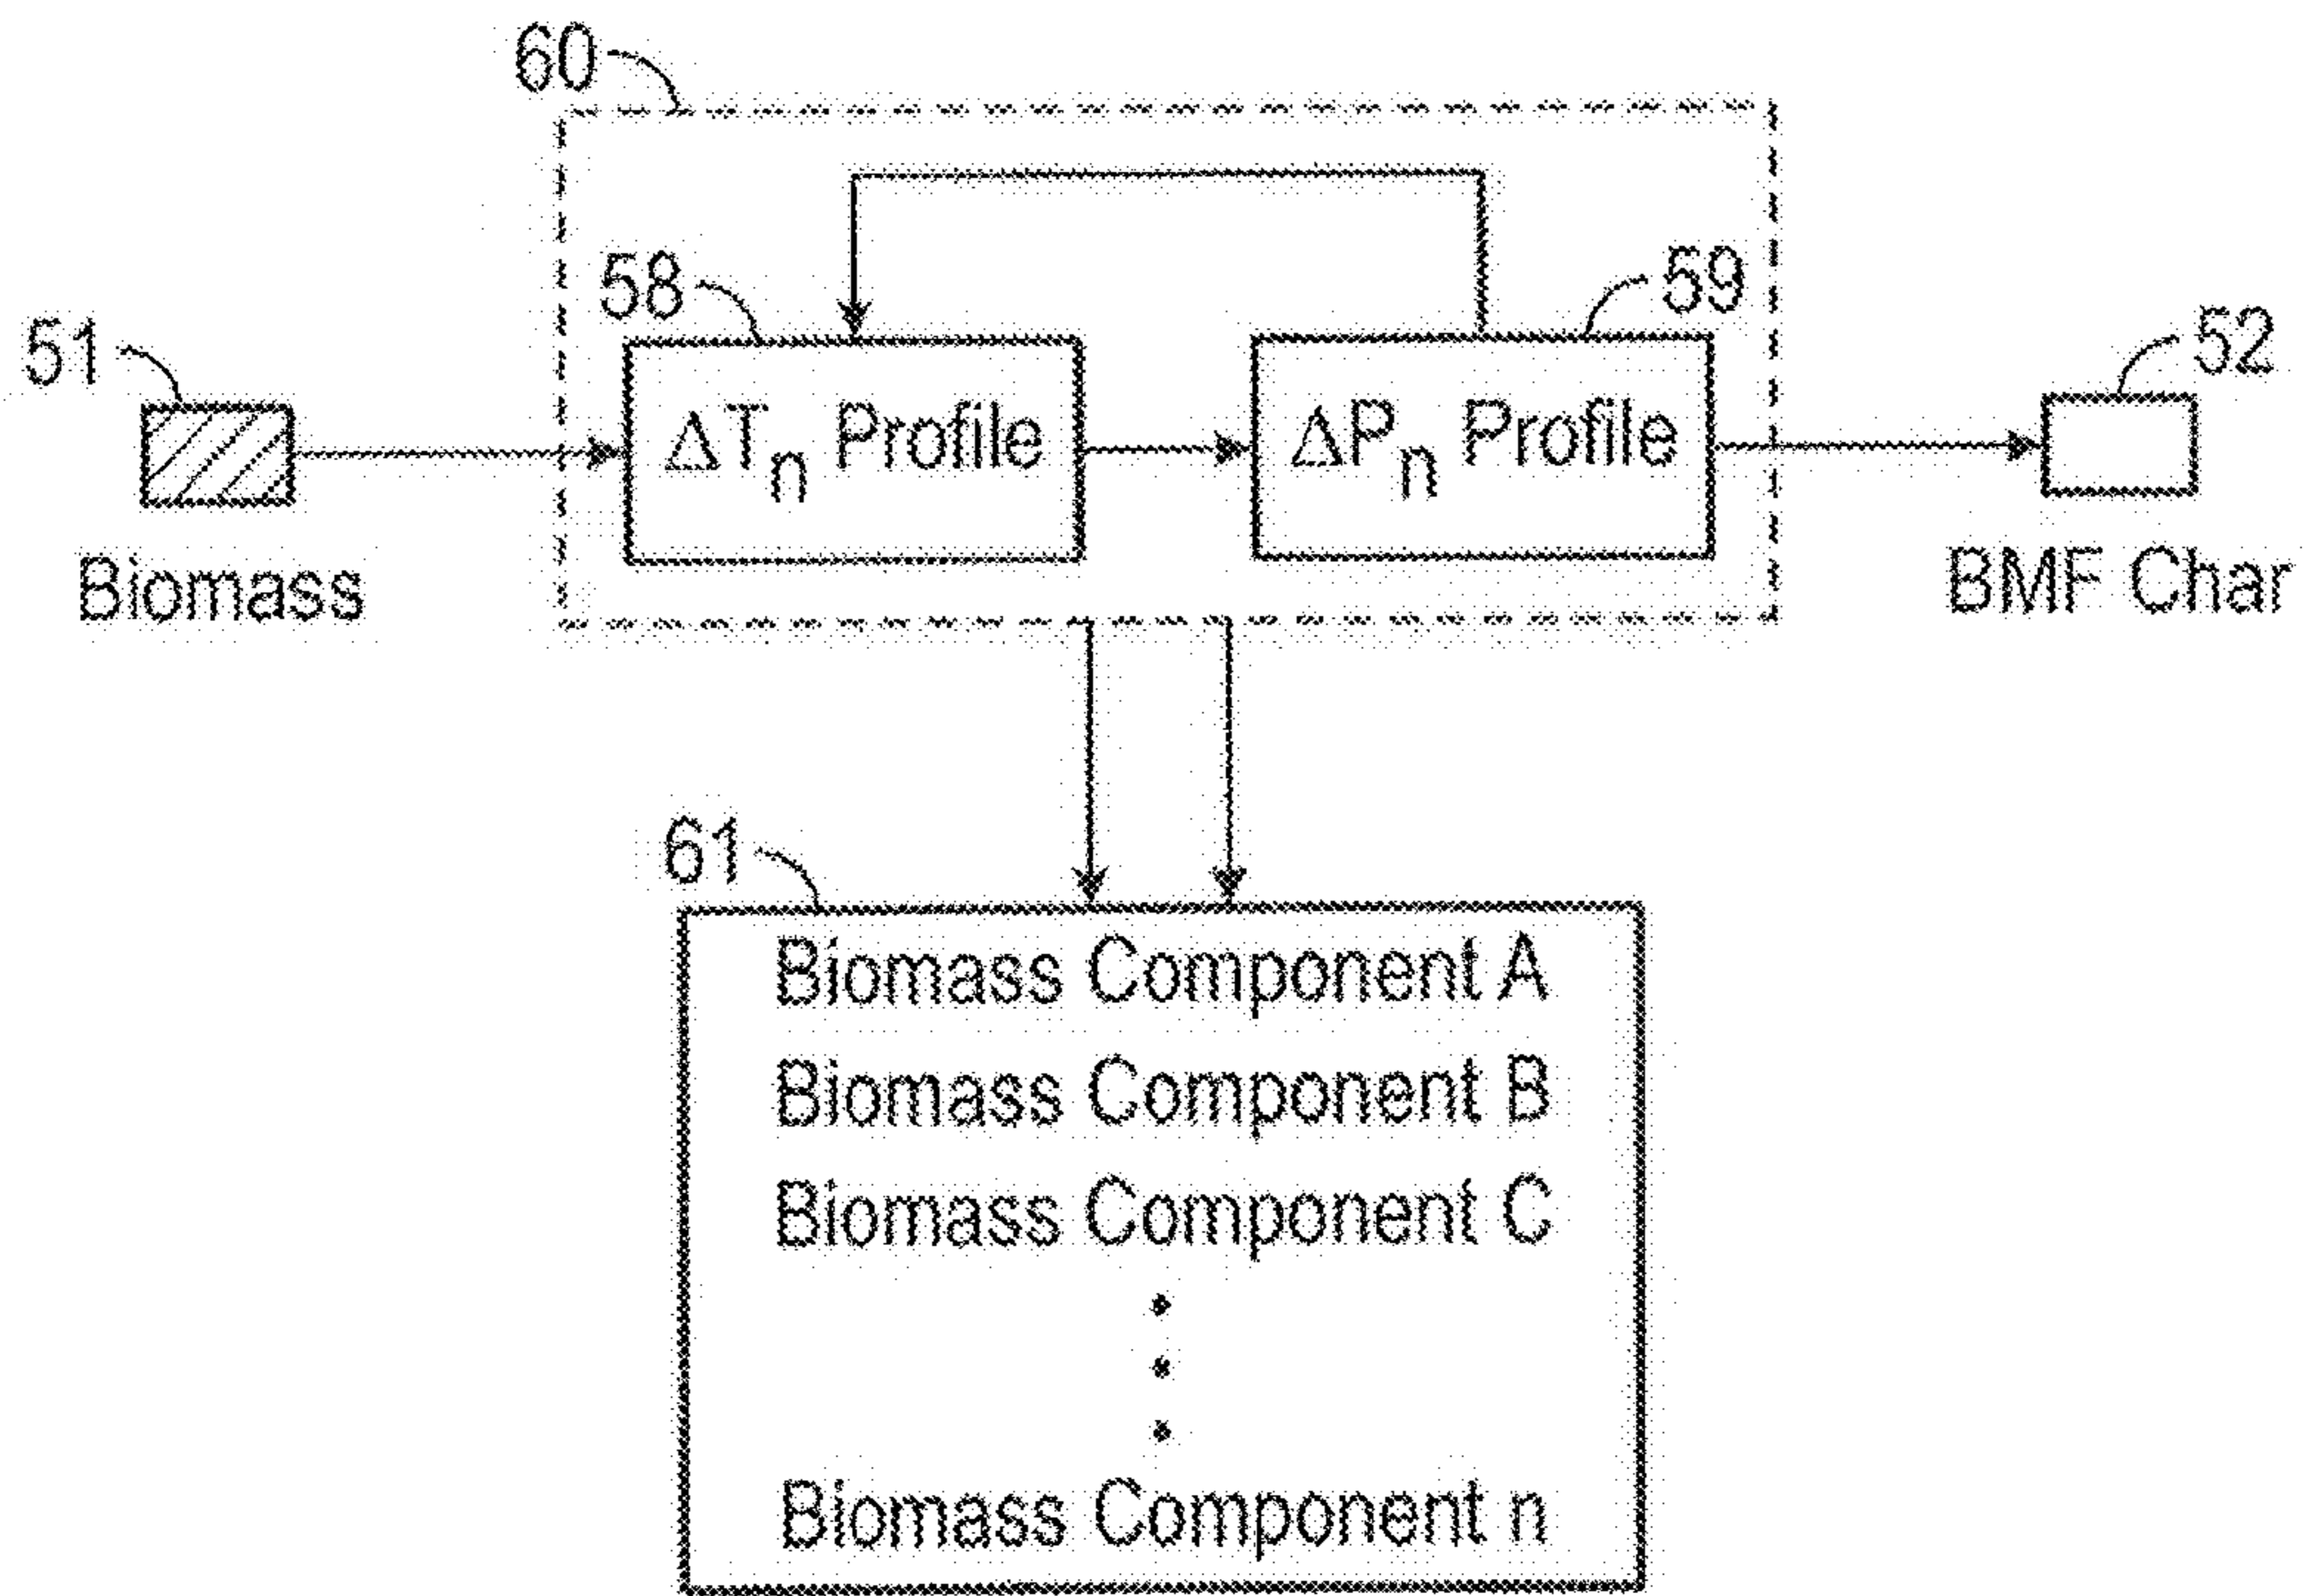 60
58
59
51
52
ΔTn Profile
ΔPn Profile
Biomass
BMF Char
61
Biomass Component A
Biomass Component B
Biomass Component C
Biomass Component n